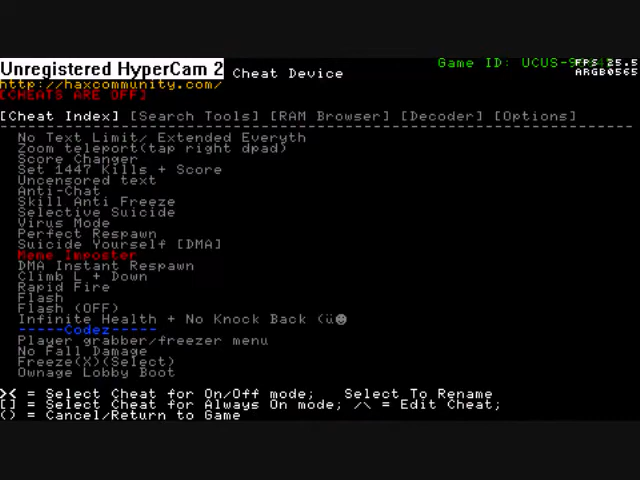 Unregistered HyperCam 2
Cheat Device
Game ID: UCUS-9
FPS 25.5
http://haxcommunity.com/
ARGB0565
[CHEATS ARE OFF]
[Cheat Index] [Search Tools] [RAM Browser] [Decoder] [Options]
No Text Limit/ Extended Everyth
Zoom teleport(tap right dpad)
Score Changer
Set 1447 Kills + Score
Uncensored text
Anti-Chat
Skill Anti Freeze
Selective Suicide
Virus Mode
Perfect Respawn
Suicide Yourself [DMA]
Name Imposter
DMA Instant Respawn
Climb L + Down
Rapid Fire
Flash
Flash (OFF)
Infinite Health + No Knock Back (ü☻
-----Codez-----
Player grabber/freezer menu
No Fall Damage
Freeze(X)(Select)
Ownage Lobby Boot
>< = Select Cheat for On/Off mode; Select To Rename
[] = Select Cheat for Always On mode; /\ = Edit Cheat;
() = Cancel/Return to Game